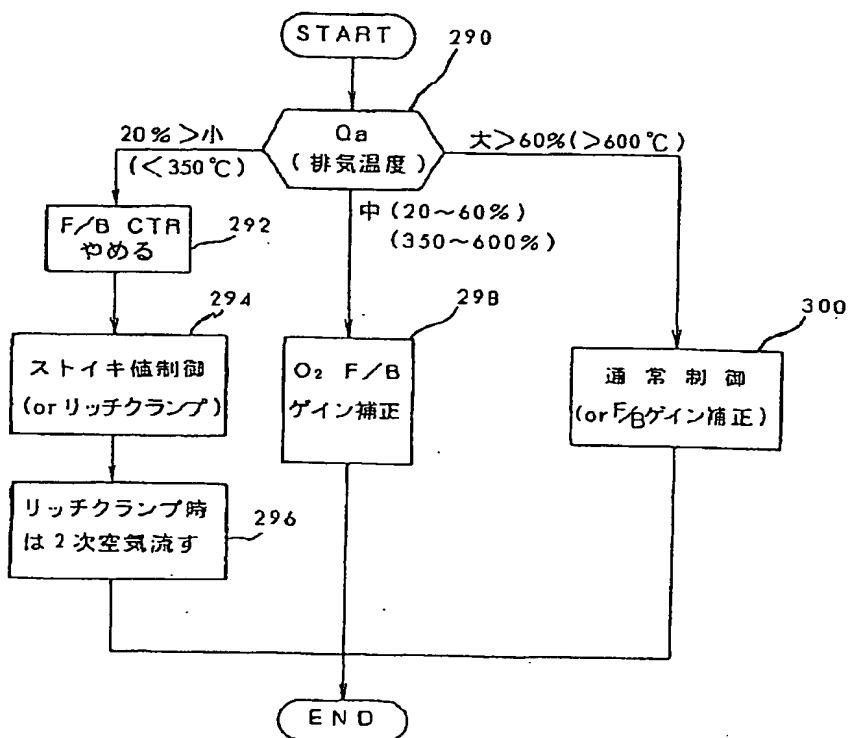 START
290
Qa
(排気温度)
20%>小
(<350℃)
大>60%(>600℃)
中(20~60%)
(350~600%)
F/B CTR
やめる
292
294
ストイキ値制御
(orリッチクランプ)
リッチクランプ時
は2次空気流す
296
29B
O₂ F/B
ゲイン補正
300
通常制御
(or F/Bゲイン補正)
END